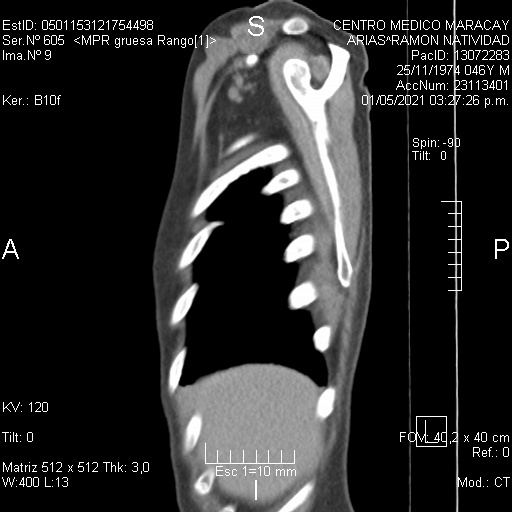 EstID: 0501153121754498
Ser.Nº 605 <MPR gruesa Rango[1]>
Ima.Nº 9
Ker.: B10f
S
CENTRO MEDICO MARACAY
ARIAS^RAMON NATIVIDAD
PacID: 13072283
25/11/1974 046Y M
AccNum: 23113401
01/05/2021 03:27:26 p.m.
Spin: -90
Tilt: 0
A
P
KV: 120
Tilt: 0
Matriz 512 x 512 Thk: 3,0
W:400 L:13
Esc 1=10 mm
I
FOM: 40,2 x 40 cm
Ref.: 0
Mod.: CT